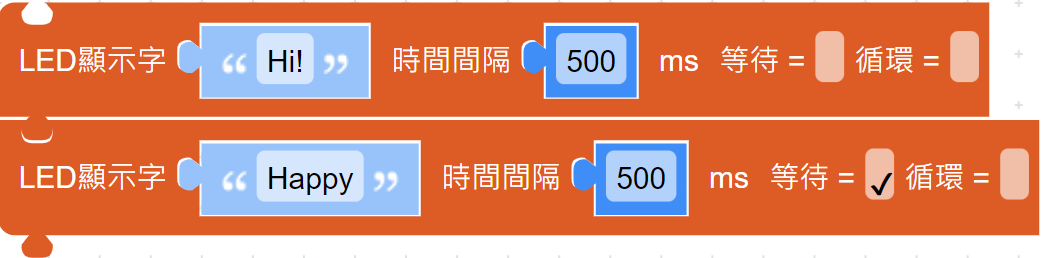 LED顯示字 “ Hi! ” 時間間隔 500 ms 等待 = 循環 =
LED顯示字 “ Happy ” 時間間隔 500 ms 等待 = ✓ 循環 =